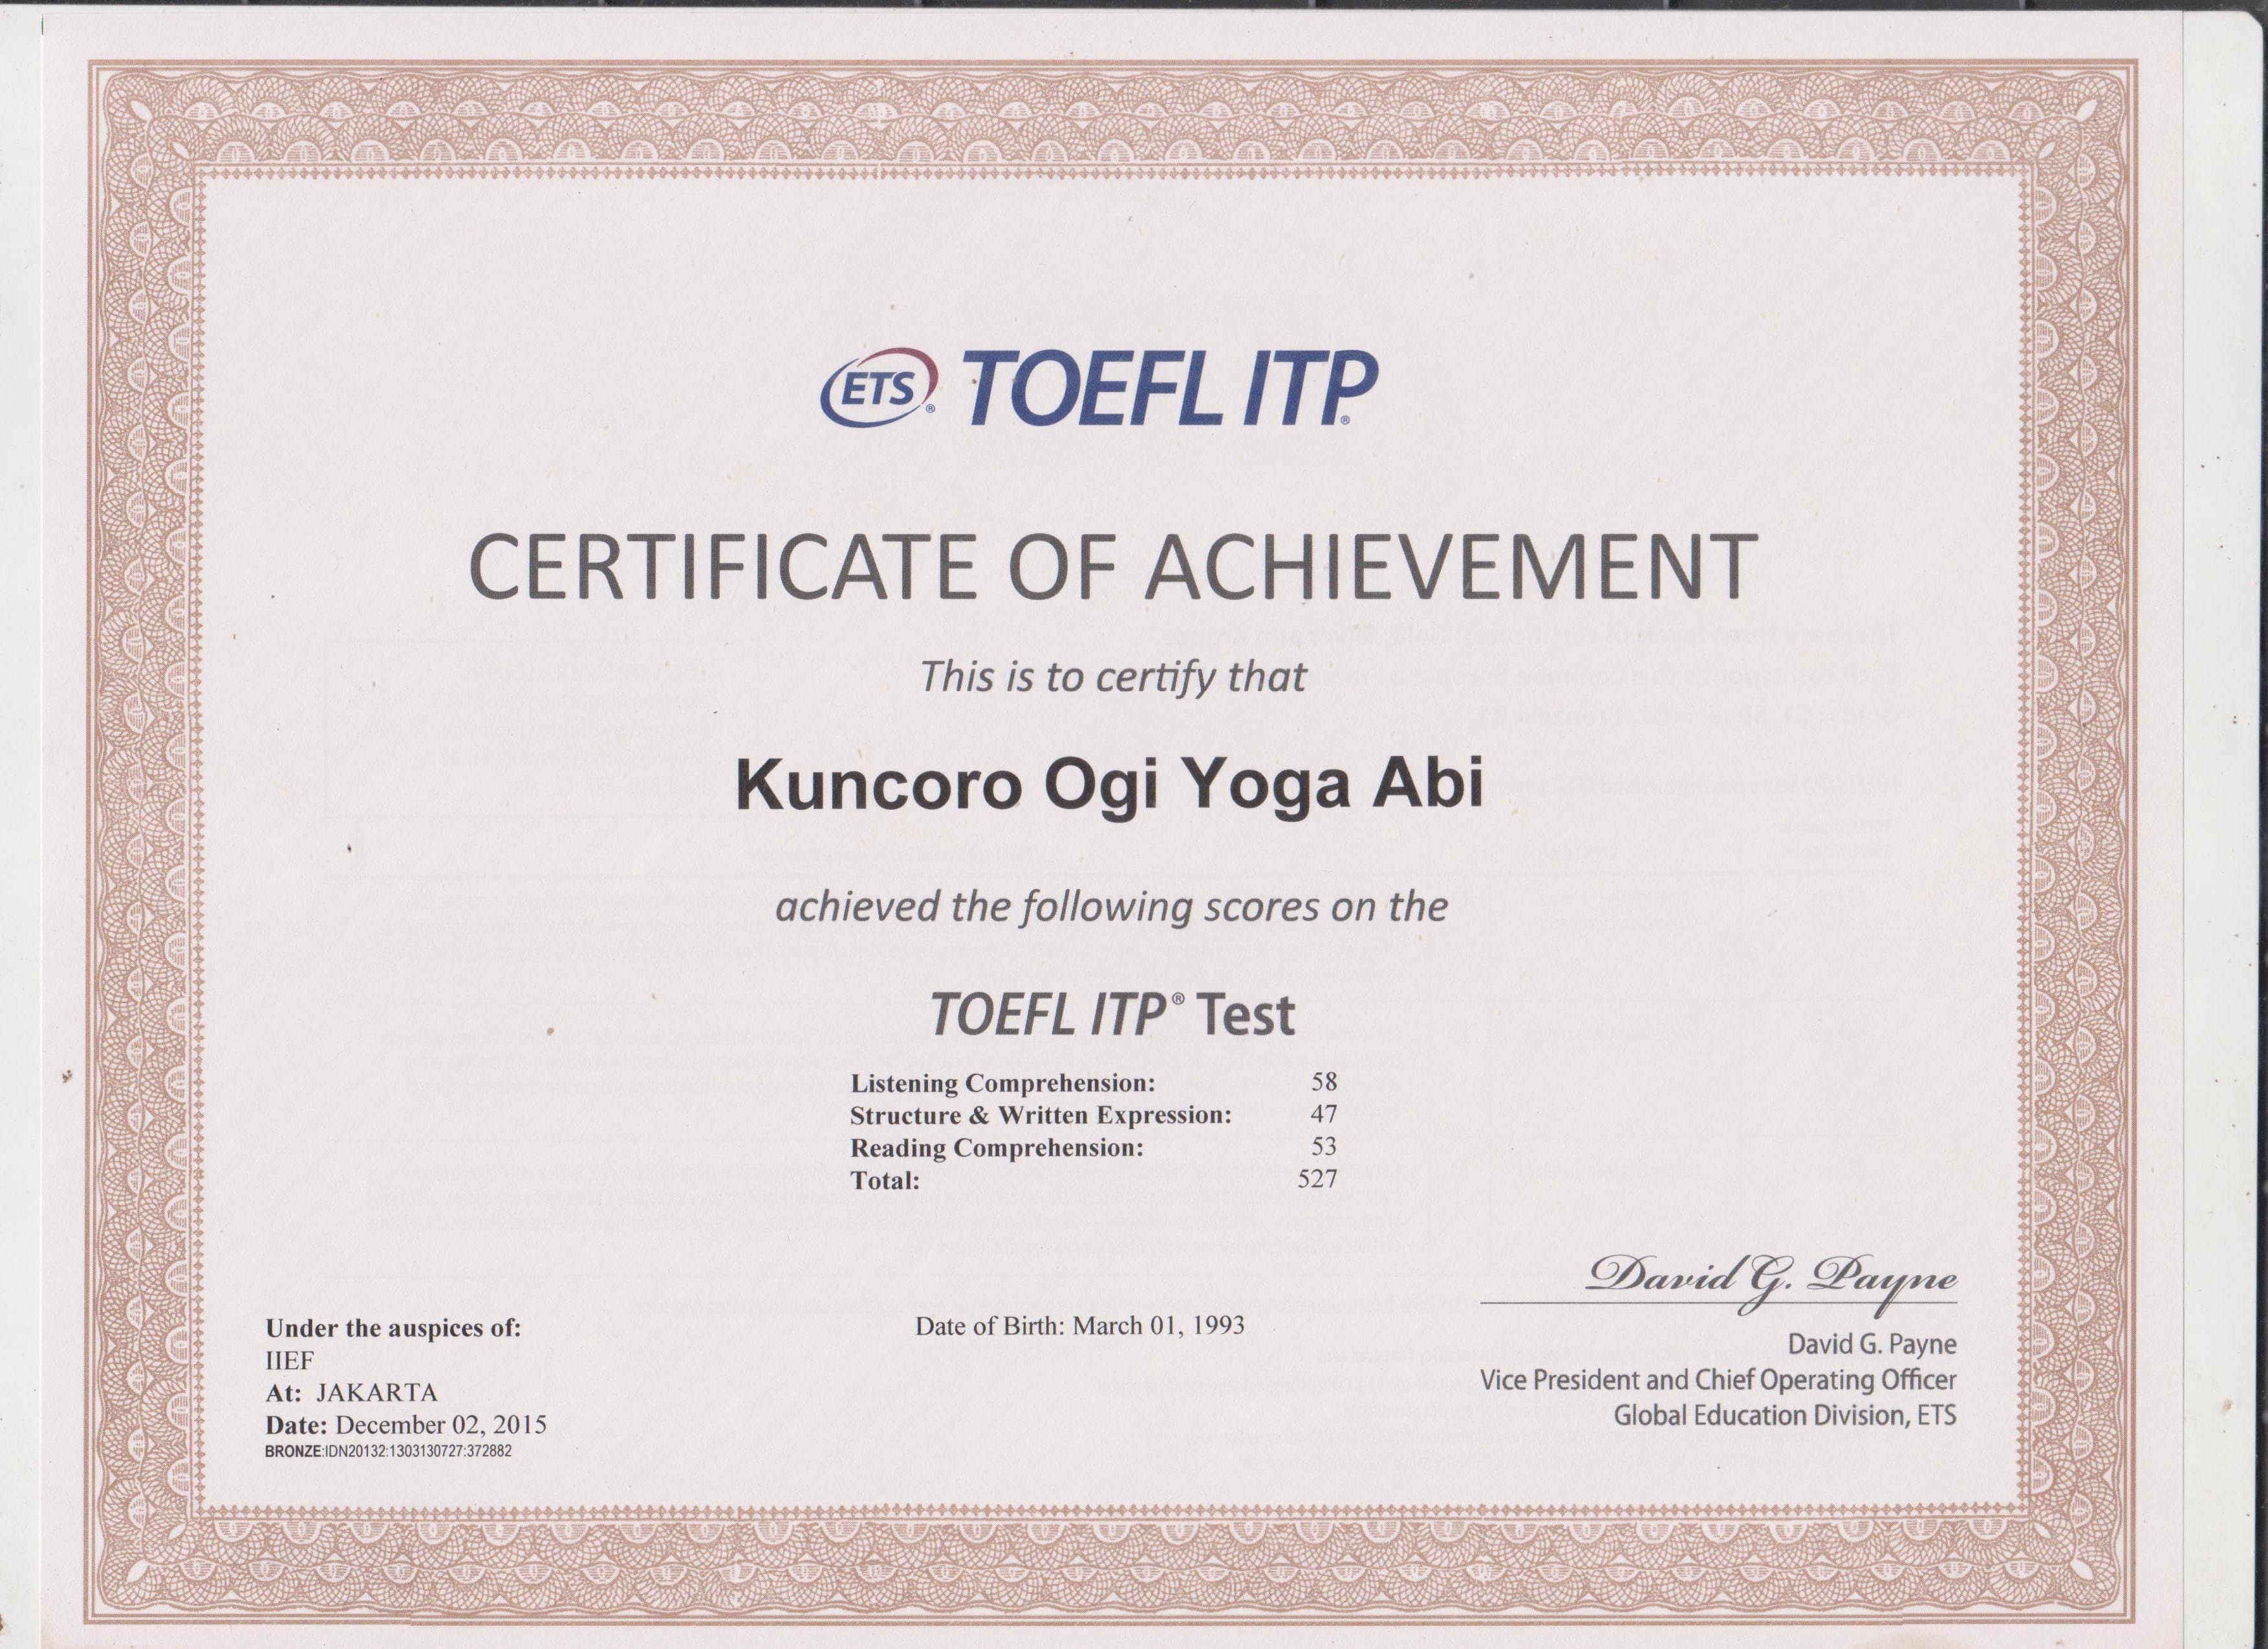 ETS® TOEFL ITP®
CERTIFICATE OF ACHIEVEMENT
This is to certify that
Kuncoro Ogi Yoga Abi
achieved the following scores on the
TOEFL ITP® Test
Listening Comprehension: 58
Structure & Written Expression: 47
Reading Comprehension: 53
Total: 527
David G. Payne
Under the auspices of:
IIEF
At: JAKARTA
Date: December 02, 2015
BRONZE:IDN20132:1303130727:372882
Date of Birth: March 01, 1993
David G. Payne
Vice President and Chief Operating Officer
Global Education Division, ETS